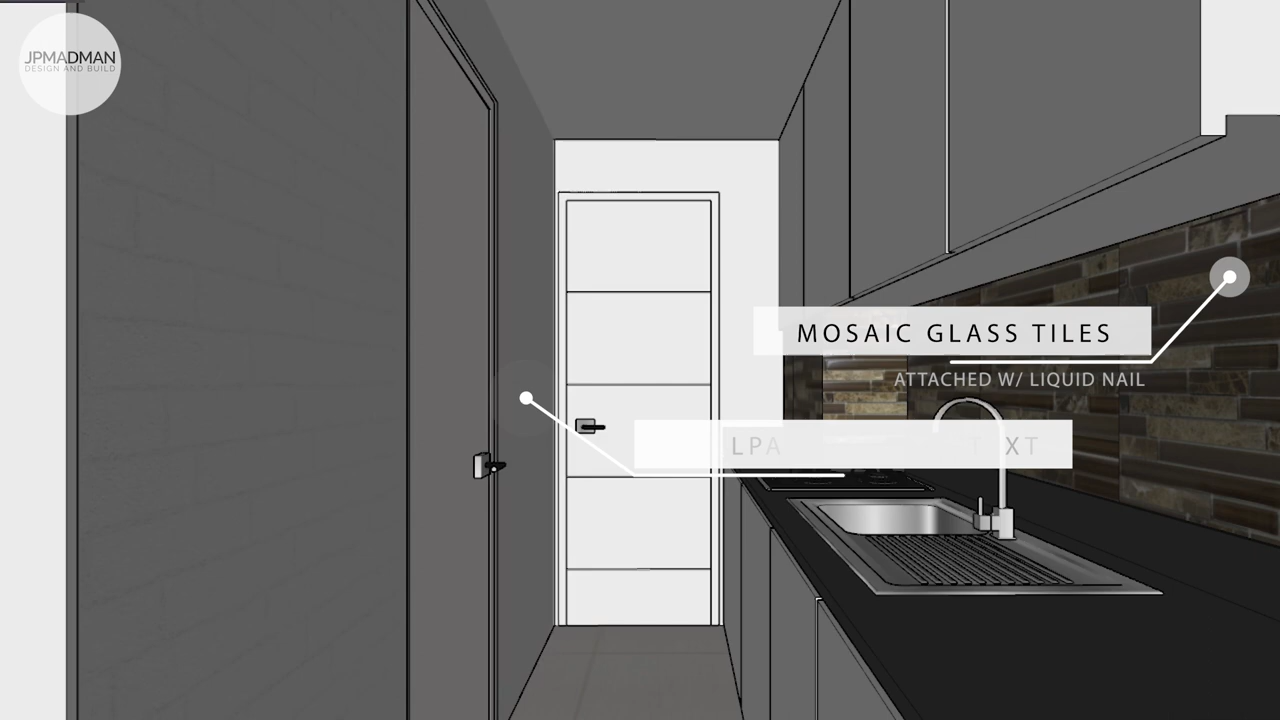 JPMADMAN
DESIGN AND BUILD
MOSAIC GLASS TILES
ATTACHED W/ LIQUID NAIL